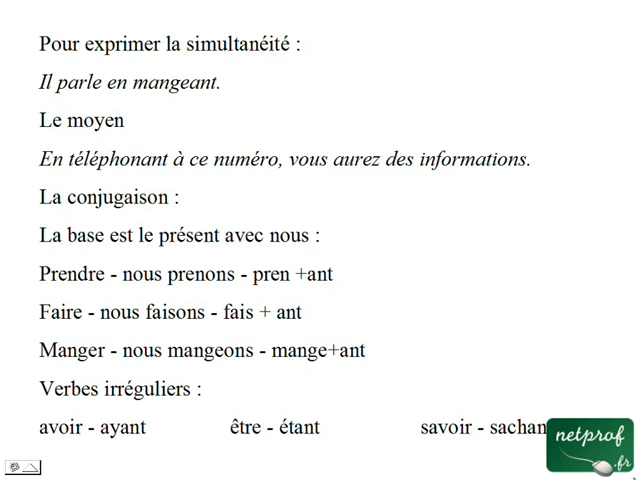 Pour exprimer la simultanéité :
Il parle en mangeant.
Le moyen
En téléphonant à ce numéro, vous aurez des informations.
La conjugaison :
La base est le présent avec nous :
Prendre - nous prenons - pren +ant
Faire - nous faisons - fais + ant
Manger - nous mangeons - mange+ant
Verbes irréguliers :
avoir - ayant être - étant savoir - sachan
netprof
.fr